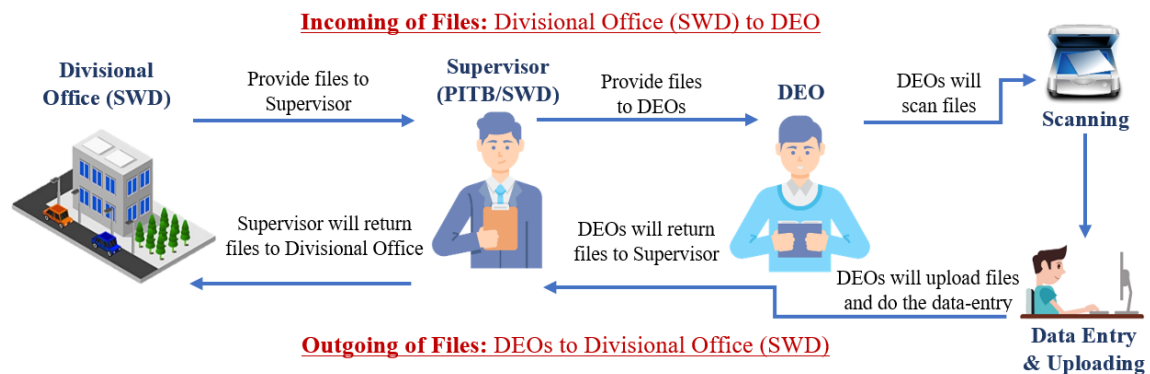 Incoming of Files: Divisional Office (SWD) to DEO
Divisional
Office (SWD)
Provide files to
Supervisor
Supervisor
(PITB/SWD)
Provide files
to DEOs
DEO
DEOs will
scan files
Scanning
Supervisor will return
files to Divisional Office
DEOs will return
files to Supervisor
DEOs will upload files
and do the data-entry
Data Entry
& Uploading
Outgoing of Files: DEOs to Divisional Office (SWD)